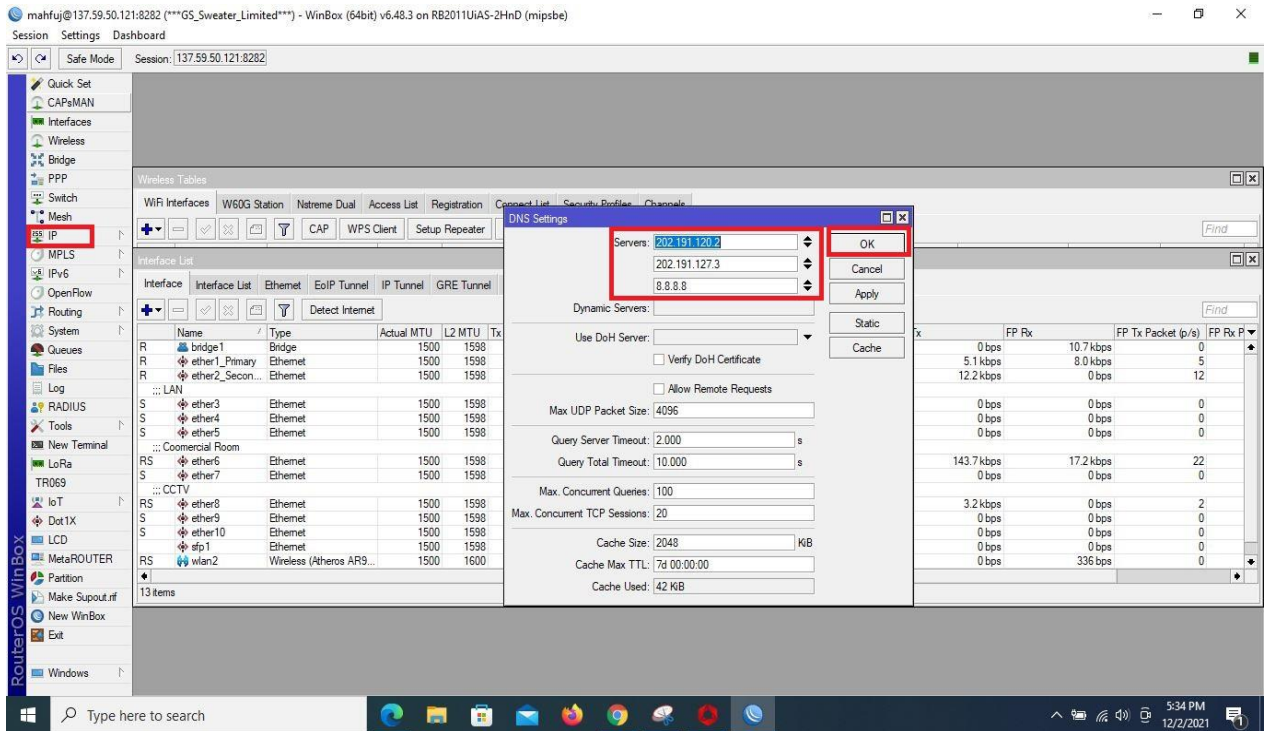 mahfuj@137.59.50.121:8282 (***GS_Sweater_Limited***) - WinBox (64bit) v6.48.3 on RB2011UiAS-2HnD (mipsbe)
Session Settings Dashboard
Safe Mode Session: 137.59.50.121:8282
Quick Set
CAPsMAN
Interfaces
Wireless
Bridge
PPP
Switch
Mesh
IP
MPLS
IPv6
OpenFlow
Routing
System
Queues
Files
Log
RADIUS
Tools
New Terminal
LoRa
TR069
IoT
Dot1X
LCD
MetaROUTER
Partition
Make Supout.rif
New WinBox
Exit
Windows
RouterOS WinBox
Wireless Tables
WiFi Interfaces W60G Station Nstreme Dual Access List Registration Connect List Security Profiles Channels
CAP WPS Client Setup Repeater Find
Interface List
Interface Interface List Ethernet EoIP Tunnel IP Tunnel GRE Tunnel
Detect Internet Find
Name Type Actual MTU L2 MTU Tx FP Rx FP Tx Packet (p/s) FP Rx P
R bridge1 Bridge 1500 1598 0 bps 10.7 kbps 0
R ether1_Primary Ethernet 1500 1598 5.1 kbps 8.0 kbps 5
R ether2_Secon... Ethernet 1500 1598 12.2 kbps 0 bps 12
;;; LAN
S ether3 Ethernet 1500 1598 0 bps 0 bps 0
S ether4 Ethernet 1500 1598 0 bps 0 bps 0
S ether5 Ethernet 1500 1598 0 bps 0 bps 0
;;; Coomercial Room
RS ether6 Ethernet 1500 1598 143.7 kbps 17.2 kbps 22
S ether7 Ethernet 1500 1598 0 bps 0 bps 0
;;; CCTV
RS ether8 Ethernet 1500 1598 3.2 kbps 0 bps 2
S ether9 Ethernet 1500 1598 0 bps 0 bps 0
S ether10 Ethernet 1500 1598 0 bps 0 bps 0
sfp1 Ethernet 1500 1598 0 bps 0 bps 0
RS wlan2 Wireless (Atheros AR9... 1500 1600 0 bps 336 bps 0
13 items
DNS Settings
Servers: 202.191.120.2
202.191.127.3
8.8.8.8
Dynamic Servers:
Use DoH Server:
Verify DoH Certificate
Allow Remote Requests
Max UDP Packet Size: 4096
Query Server Timeout: 2.000 s
Query Total Timeout: 10.000 s
Max. Concurrent Queries: 100
Max. Concurrent TCP Sessions: 20
Cache Size: 2048 KiB
Cache Max TTL: 7d 00:00:00
Cache Used: 42 KiB
OK
Cancel
Apply
Static
Cache
Type here to search
5:34 PM
12/2/2021